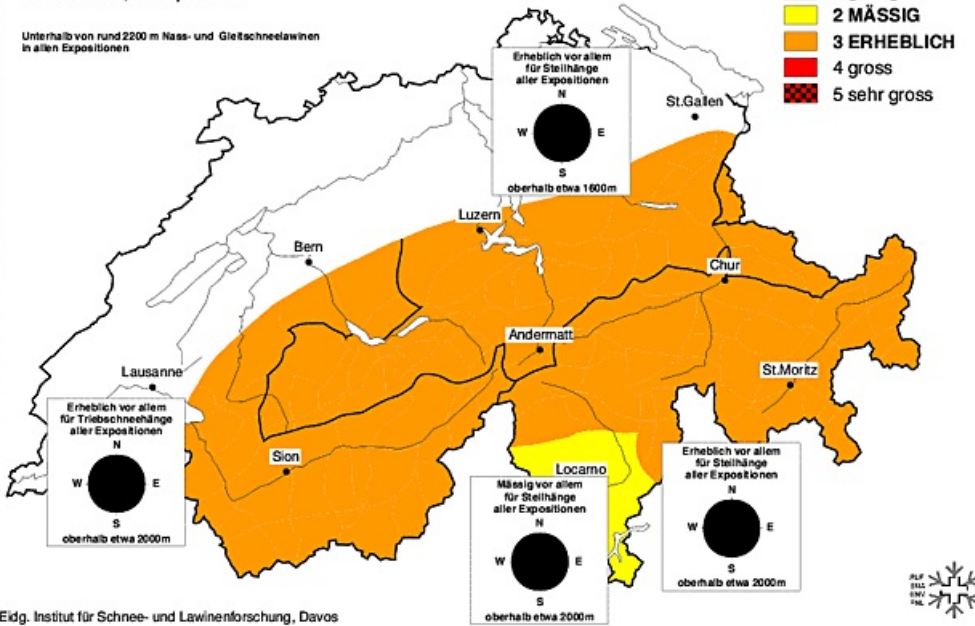 Unterhalb von rund 2200 m Nass- und Gleitschneelawinen
in allen Expositionen
2 MÄSSIG
3 ERHEBLICH
4 gross
5 sehr gross
Erheblich vor allem
für Steilhänge
aller Expositionen
N
W E
S
oberhalb etwa 1600m
St.Gallen
Luzern
Bern
Chur
Andermatt
St.Moritz
Lausanne
Erheblich vor allem
für Triebschneehänge
aller Expositionen
N
W E
S
oberhalb etwa 2000m
Sion
Locarno
Mässig vor allem
für Steilhänge
aller Expositionen
N
W E
S
oberhalb etwa 2000m
Erheblich vor allem
für Steilhänge
aller Expositionen
N
W E
S
oberhalb etwa 2000m
Eidg. Institut für Schnee- und Lawinenforschung, Davos